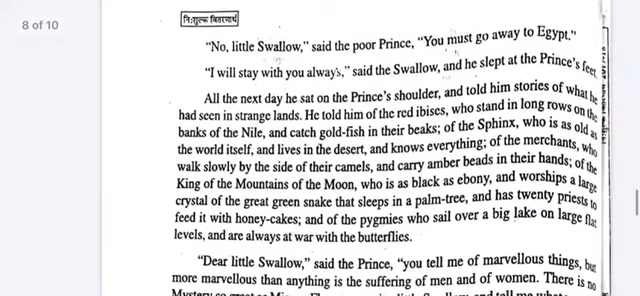 8 of 10
नि:शुल्क वितरणार्थ
"No, little Swallow," said the poor Prince, "You must go away to Egypt."
"I will stay with you always," said the Swallow, and he slept at the Prince's feet.
All the next day he sat on the Prince's shoulder, and told him stories of what he
had seen in strange lands. He told him of the red ibises, who stand in long rows on the
banks of the Nile, and catch gold-fish in their beaks; of the Sphinx, who is as old as
the world itself, and lives in the desert, and knows everything; of the merchants, who
walk slowly by the side of their camels, and carry amber beads in their hands; of the
King of the Mountains of the Moon, who is as black as ebony, and worships a large
crystal of the great green snake that sleeps in a palm-tree, and has twenty priests to
feed it with honey-cakes; and of the pygmies who sail over a big lake on large flat
levels, and are always at war with the butterflies.
"Dear little Swallow," said the Prince, "you tell me of marvellous things, but
more marvellous than anything is the suffering of men and of women. There is no
Mystery so great as